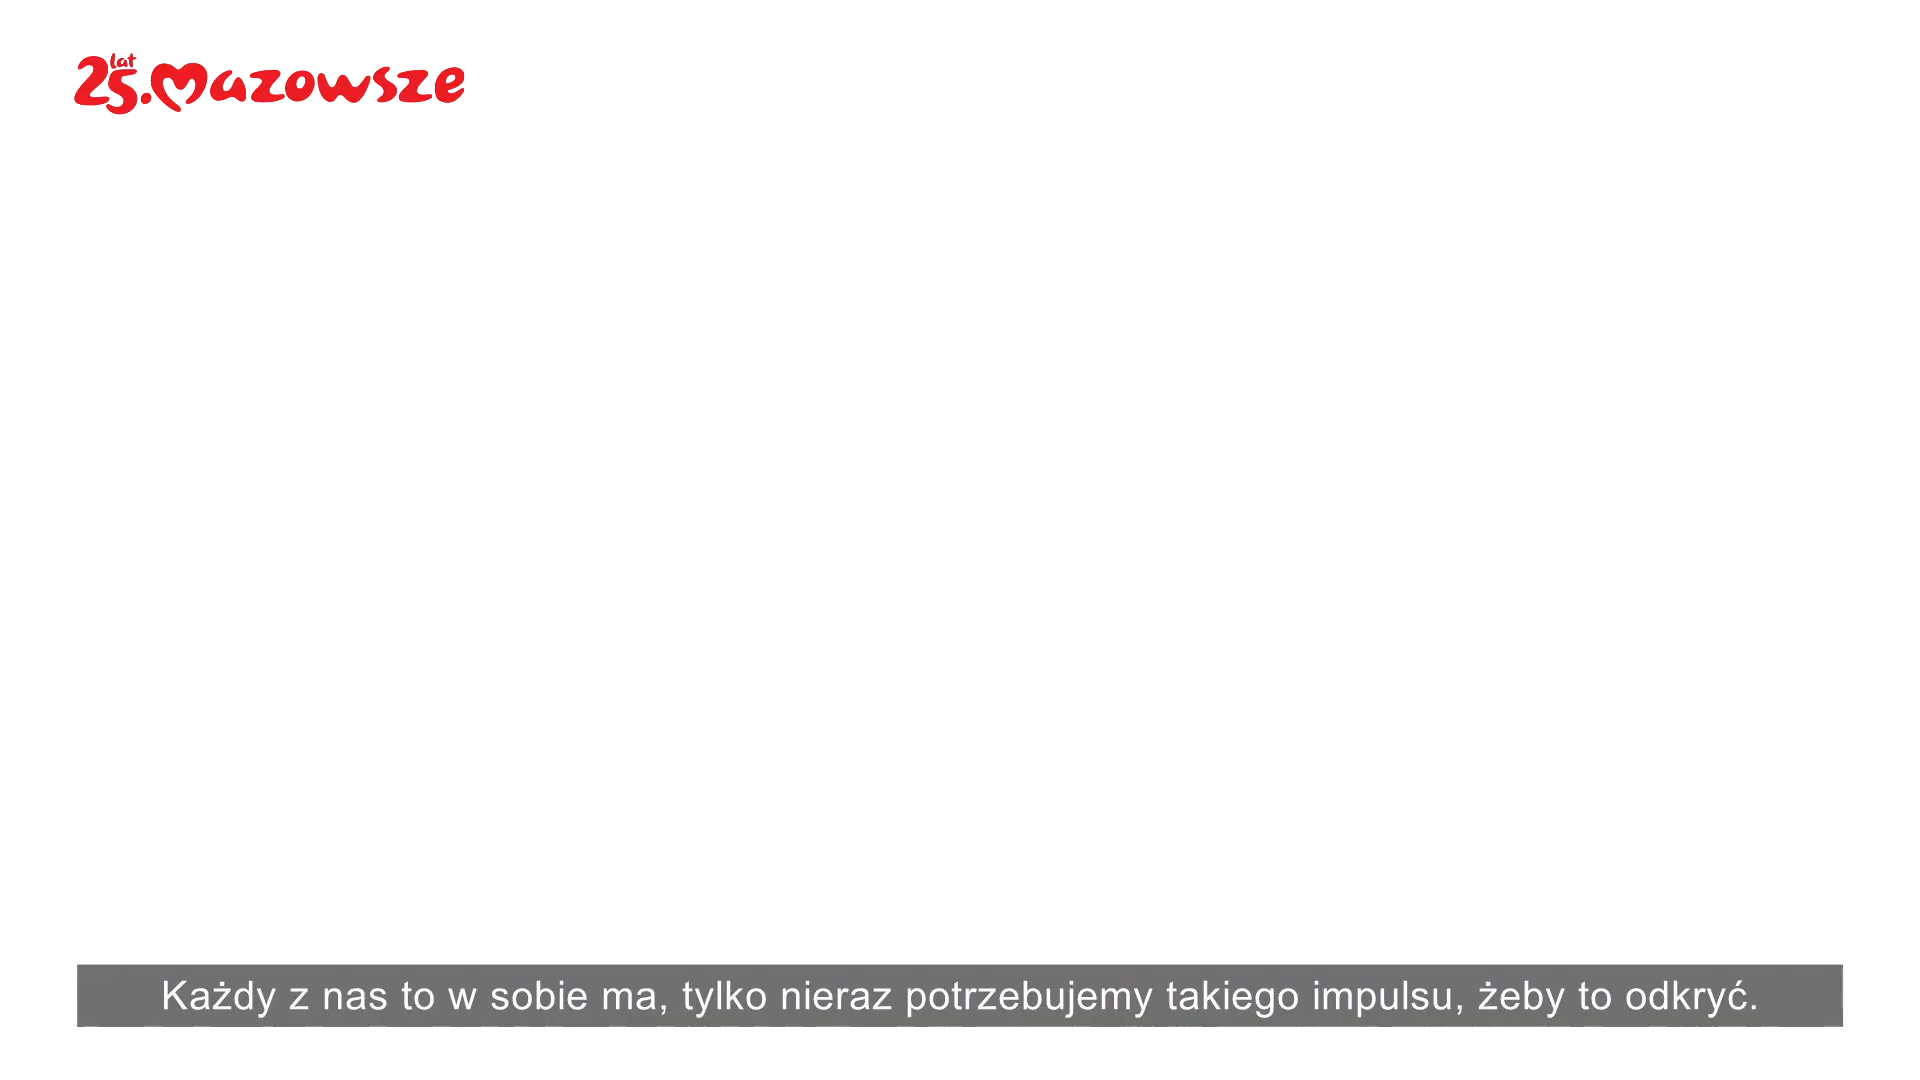 25 lat. Mazowsze
Każdy z nas to w sobie ma, tylko nieraz potrzebujemy takiego impulsu, żeby to odkryć.